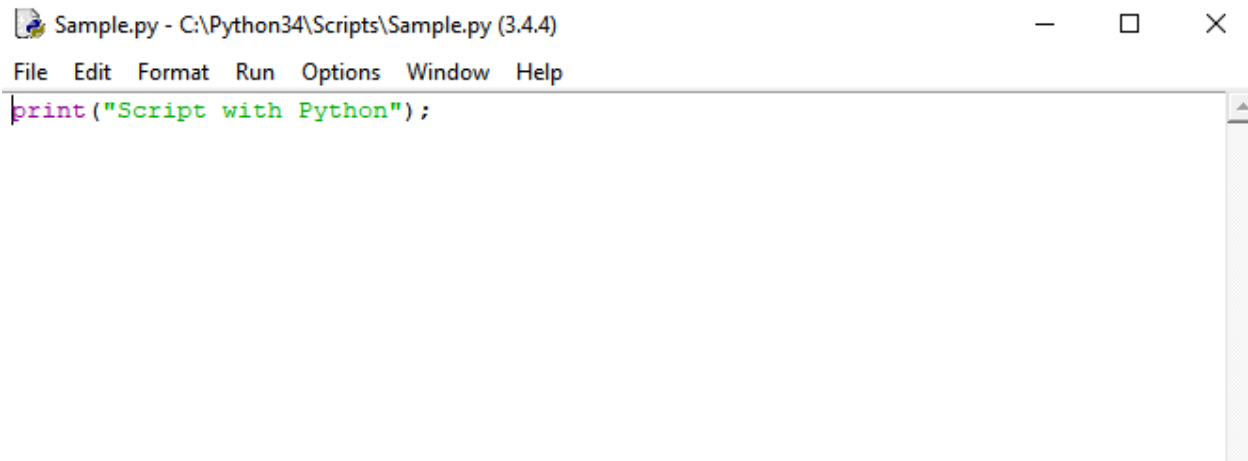 Sample.py - C:\Python34\Scripts\Sample.py (3.4.4)
File Edit Format Run Options Window Help
print("Script with Python");